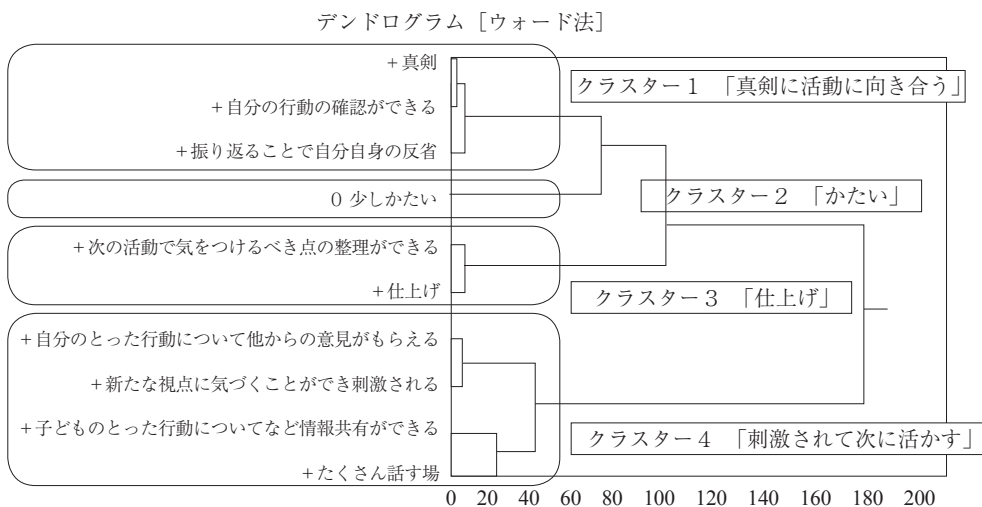 デンドログラム［ウォード法］
+真剣
クラスター１　「真剣に活動に向き合う」
+自分の行動の確認ができる
+振り返ることで自分自身の反省
0 少しかたい
クラスター２　「かたい」
+次の活動で気をつけるべき点の整理ができる
+仕上げ
クラスター３　「仕上げ」
+自分のとった行動について他からの意見がもらえる
+新たな視点に気づくことができ刺激される
+子どものとった行動についてなど情報共有ができる
クラスター４　「刺激されて次に活かす」
+たくさん話す場
0 20 40 60 80 100 120 140 160 180 200